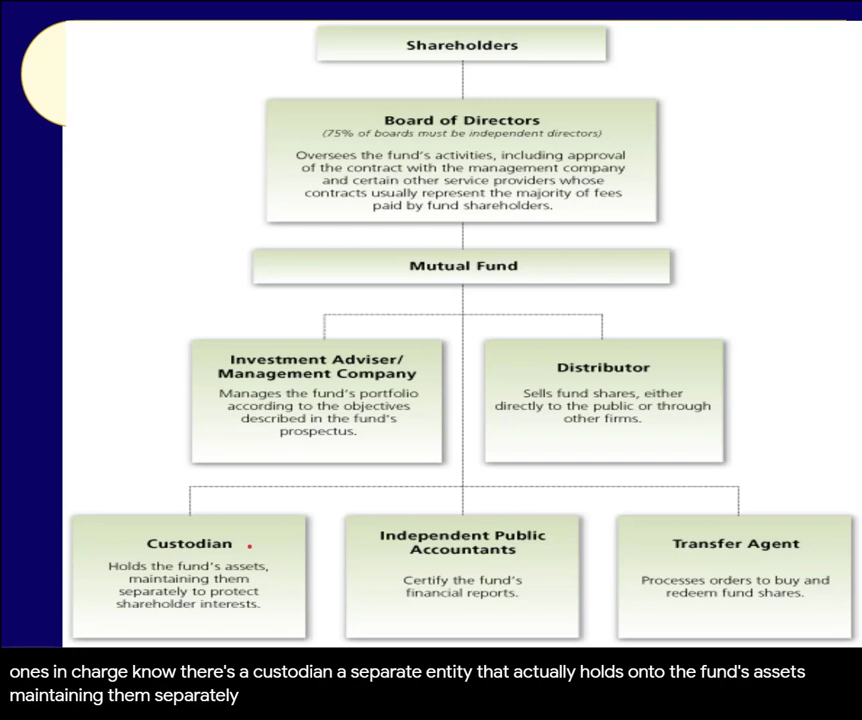 Shareholders
Board of Directors
(75% of boards must be independent directors)
Oversees the fund's activities, including approval
of the contract with the management company
and certain other service providers whose
contracts usually represent the majority of fees
paid by fund shareholders.
Mutual Fund
Investment Adviser/
Management Company
Manages the fund's portfolio
according to the objectives
described in the fund's
prospectus.
Distributor
Sells fund shares, either
directly to the public or through
other firms.
Custodian
Holds the fund's assets,
maintaining them
separately to protect
shareholder interests.
Independent Public
Accountants
Certify the fund's
financial reports.
Transfer Agent
Processes orders to buy and
redeem fund shares.
ones in charge know there's a custodian a separate entity that actually holds onto the fund's assets
maintaining them separately